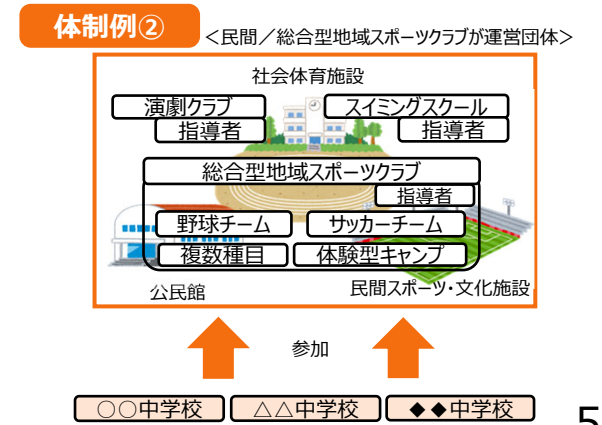 体制例②
＜民間／総合型地域スポーツクラブが運営団体＞
社会体育施設
演劇クラブ
スイミングスクール
指導者
指導者
総合型地域スポーツクラブ
指導者
野球チーム
サッカーチーム
複数種目
体験型キャンプ
公民館
民間スポーツ・文化施設
参加
○○中学校
△△中学校
◆◆中学校
5